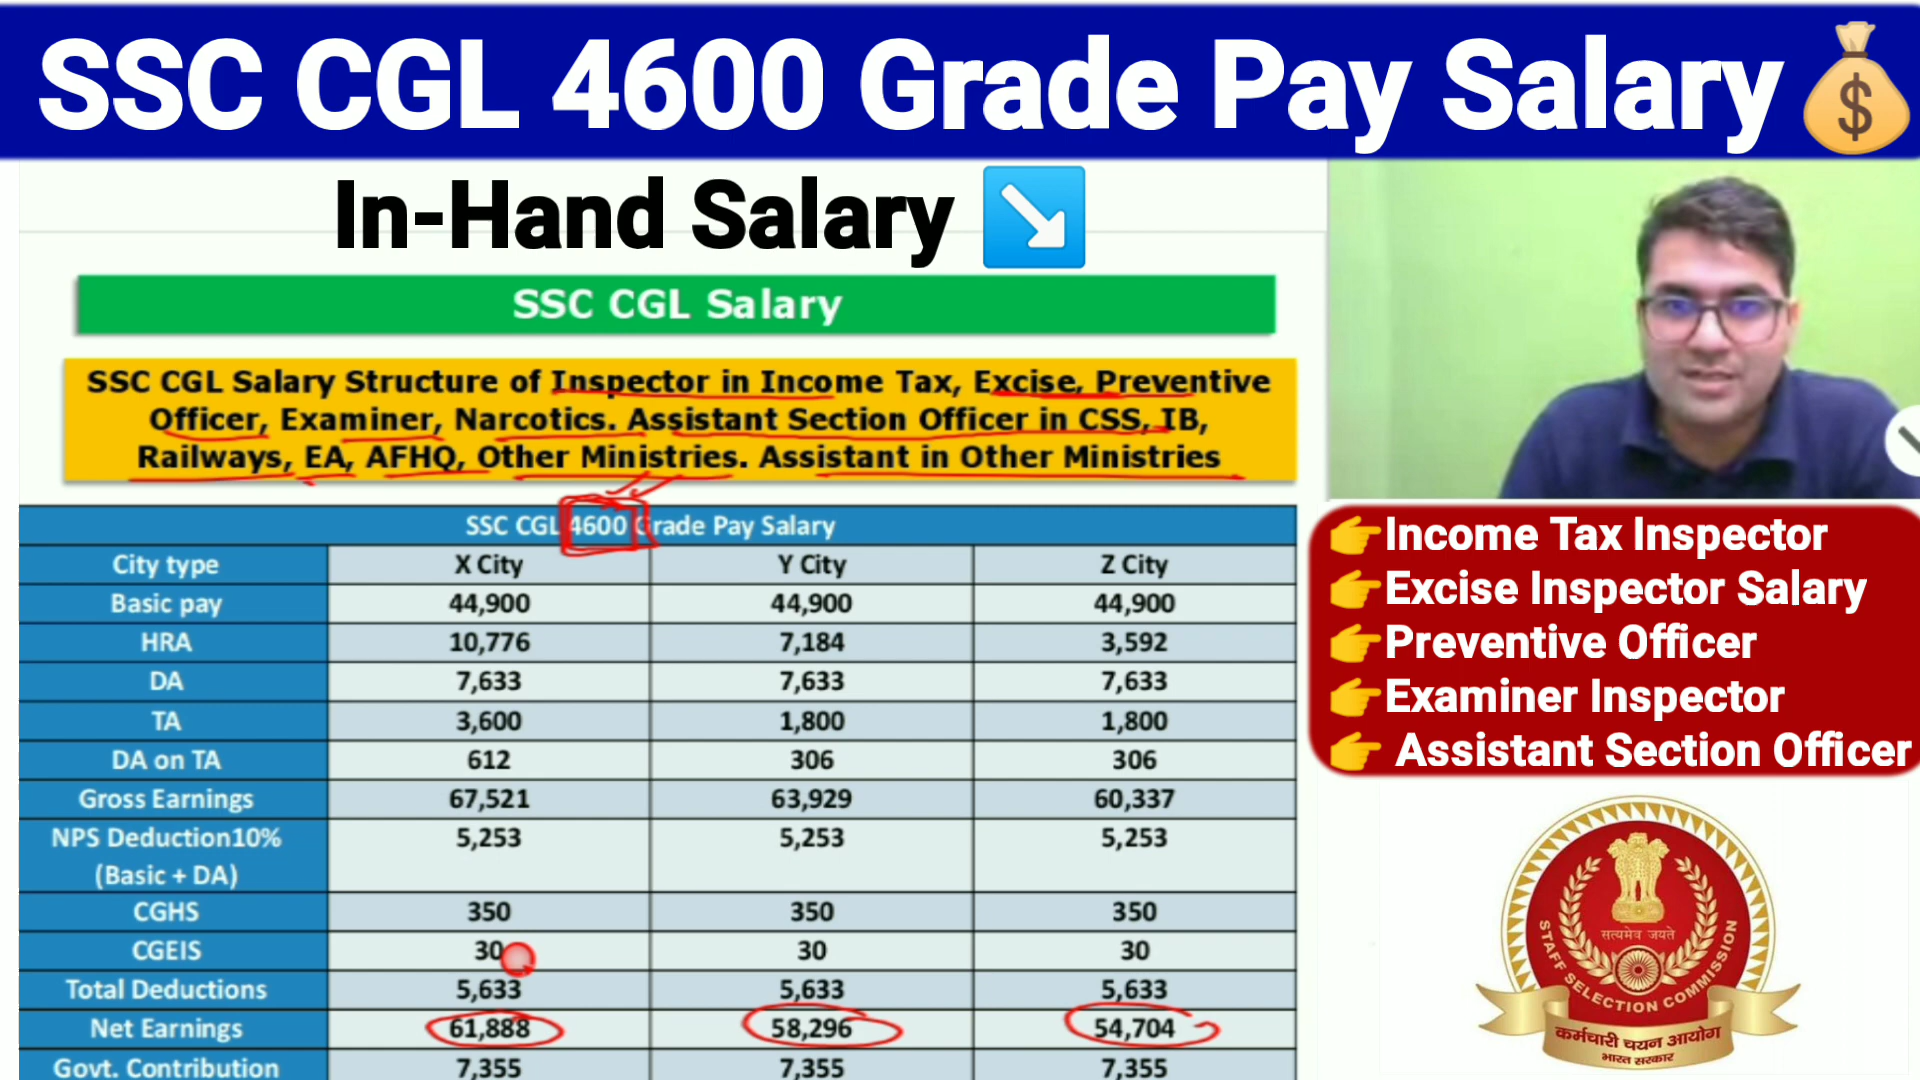 SSC CGL 4600 Grade Pay Salary
In-Hand Salary
SSC CGL Salary
SSC CGL Salary Structure of Inspector in Income Tax, Excise, Preventive
Officer, Examiner, Narcotics. Assistant Section Officer in CSS, IB,
Railways, EA, AFHQ, Other Ministries. Assistant in Other Ministries
SSC CGL 4600 Grade Pay Salary
City type X City Y City Z City
Basic pay 44,900 44,900 44,900
HRA 10,776 7,184 3,592
DA 7,633 7,633 7,633
TA 3,600 1,800 1,800
DA on TA 612 306 306
Gross Earnings 67,521 63,929 60,337
NPS Deduction10% 5,253 5,253 5,253
(Basic + DA)
CGHS 350 350 350
CGEIS 30 30 30
Total Deductions 5,633 5,633 5,633
Net Earnings 61,888 58,296 54,704
Govt. Contribution 7,355 7,355 7,355
Income Tax Inspector
Excise Inspector Salary
Preventive Officer
Examiner Inspector
Assistant Section Officer
सत्यमेव जयते
STAFF SELECTION COMMISSION
कर्मचारी चयन आयोग
भारत सरकार